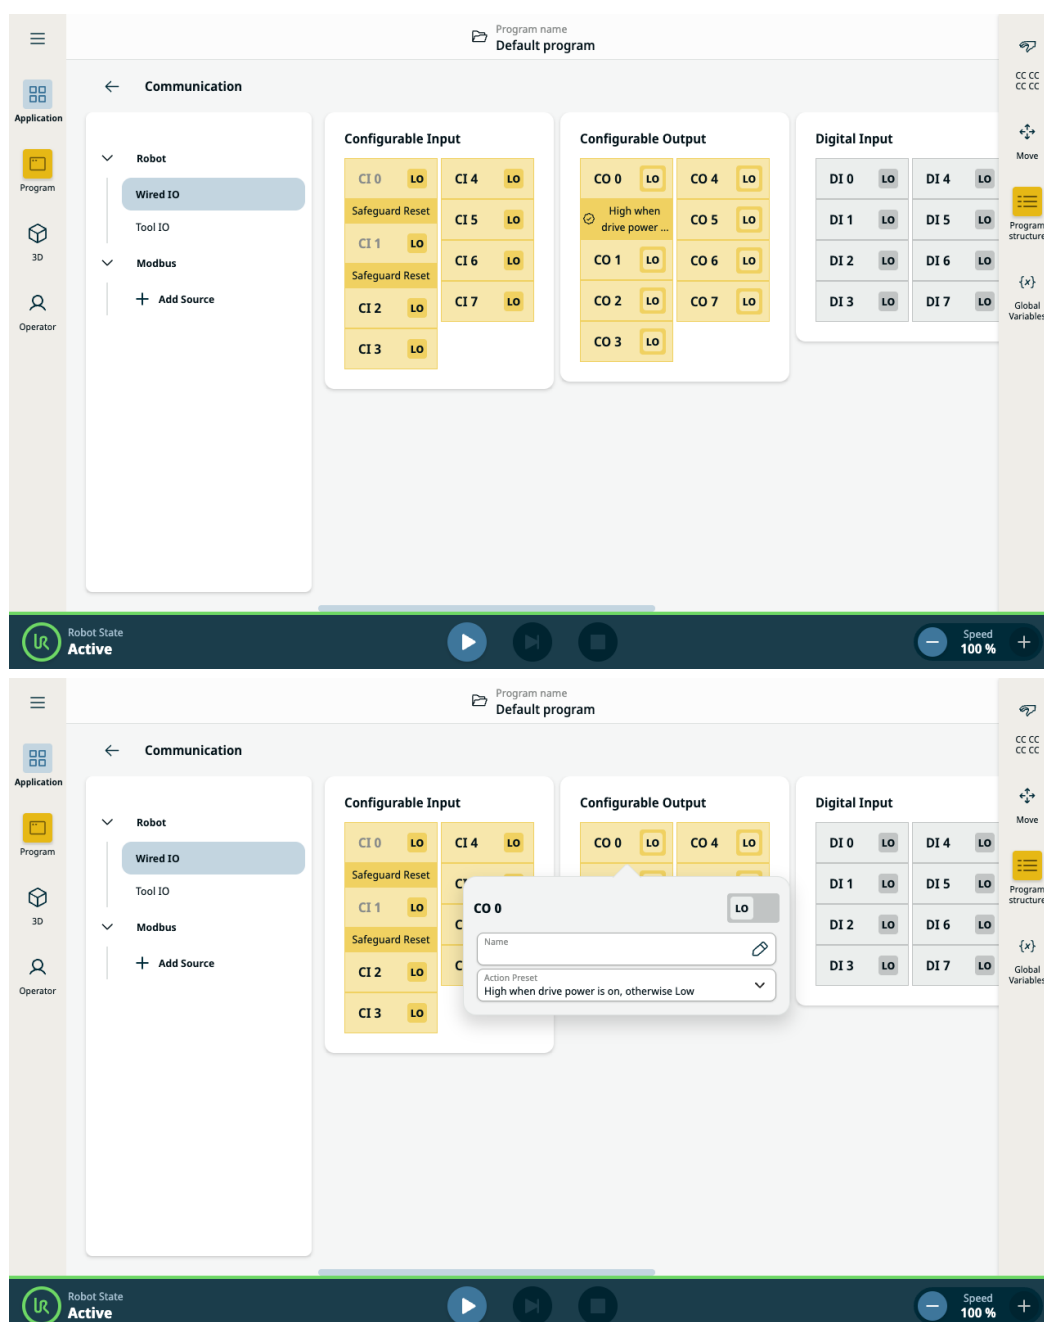 Program name
Default program
Application
Program
3D
Operator
Communication
Robot
Wired IO
Tool IO
Modbus
Add Source
Configurable Input
CI 0 LO CI 4 LO
Safeguard Reset
CI 5 LO
CI 1 LO
CI 6 LO
Safeguard Reset
CI 2 LO CI 7 LO
CI 3 LO
Configurable Output
CO 0 LO CO 4 LO
High when
drive power ...
CO 5 LO
CO 1 LO CO 6 LO
CO 2 LO CO 7 LO
CO 3 LO
Digital Input
DI 0 LO DI 4 LO
DI 1 LO DI 5 LO
DI 2 LO DI 6 LO
DI 3 LO DI 7 LO
CC CC
CC CC
Move
Program
structure
{x}
Global
Variables
UR
Robot State
Active
Speed
100 %
Program name
Default program
Application
Program
3D
Operator
Communication
Robot
Wired IO
Tool IO
Modbus
Add Source
Configurable Input
CI 0 LO CI 4 LO
Safeguard Reset
CI 1 LO
Safeguard Reset
CI 2 LO
CI 3 LO
Configurable Output
CO 0 LO CO 4 LO
CO 0 LO
Name
Action Preset
High when drive power is on, otherwise Low
Digital Input
DI 0 LO DI 4 LO
DI 1 LO DI 5 LO
DI 2 LO DI 6 LO
DI 3 LO DI 7 LO
CC CC
CC CC
Move
Program
structure
{x}
Global
Variables
UR
Robot State
Active
Speed
100 %